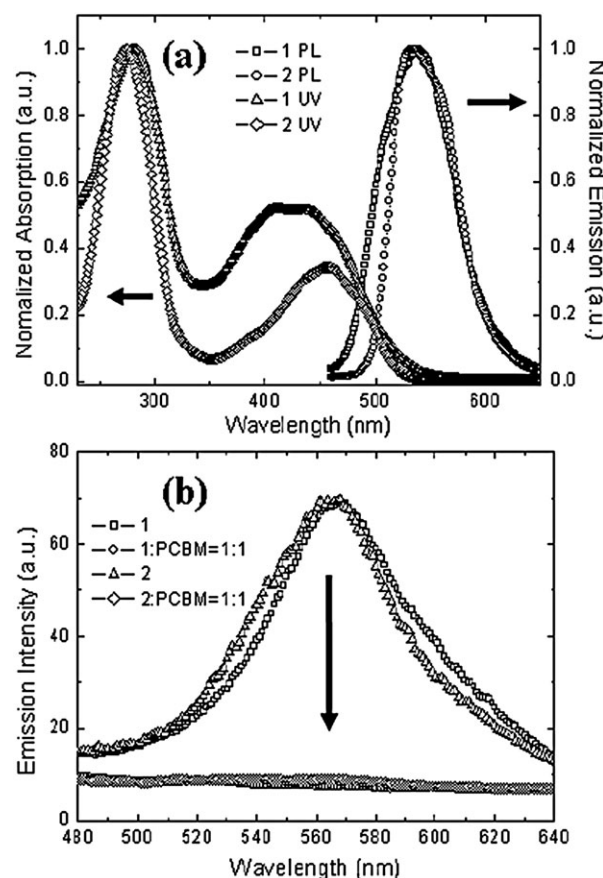 (a)
1 PL
2 PL
1 UV
2 UV
Nomalized Absorption (a.u.)
Normalized Emission (a.u.)
1.0
0.8
0.6
0.4
0.2
0.0
1.0
0.8
0.6
0.4
0.2
0.0
300 400 500 600
Wavelength (nm)
(b)
1
1:PCBM=1:1
2
2:PCBM=1:1
Emission Intensity (a.u.)
80
60
40
20
0
480 500 520 540 560 580 600 620 640
Wavelength (nm)